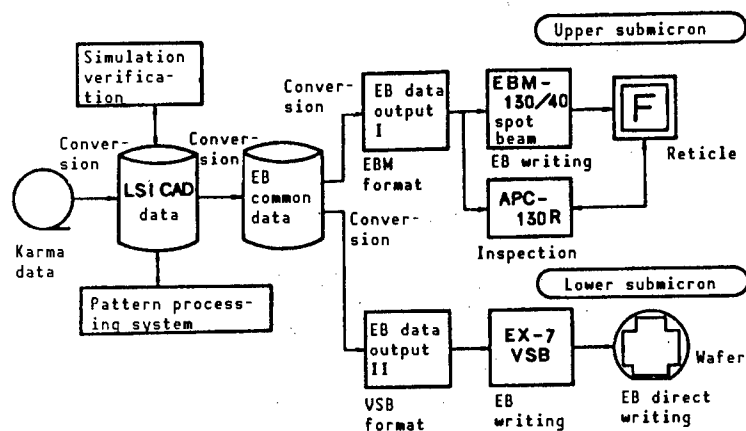 Upper submicron
Simulation
verifica-
tion
Conversion
EB data
output
I
EBM
format
EBM-
130/40
spot
beam
EB writing
F
Reticle
Conver-
sion
Conver-
sion
LSI CAD
data
EB
common
data
Karma
data
APC-
130R
Inspection
Conversion
Pattern process-
ing system
Lower submicron
EB data
output
II
VSB
format
EX-7
VSB
EB
writing
Wafer
EB direct
writing